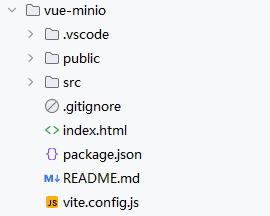 vue-minio
.vscode
public
src
.gitignore
index.html
package.json
README.md
vite.config.js